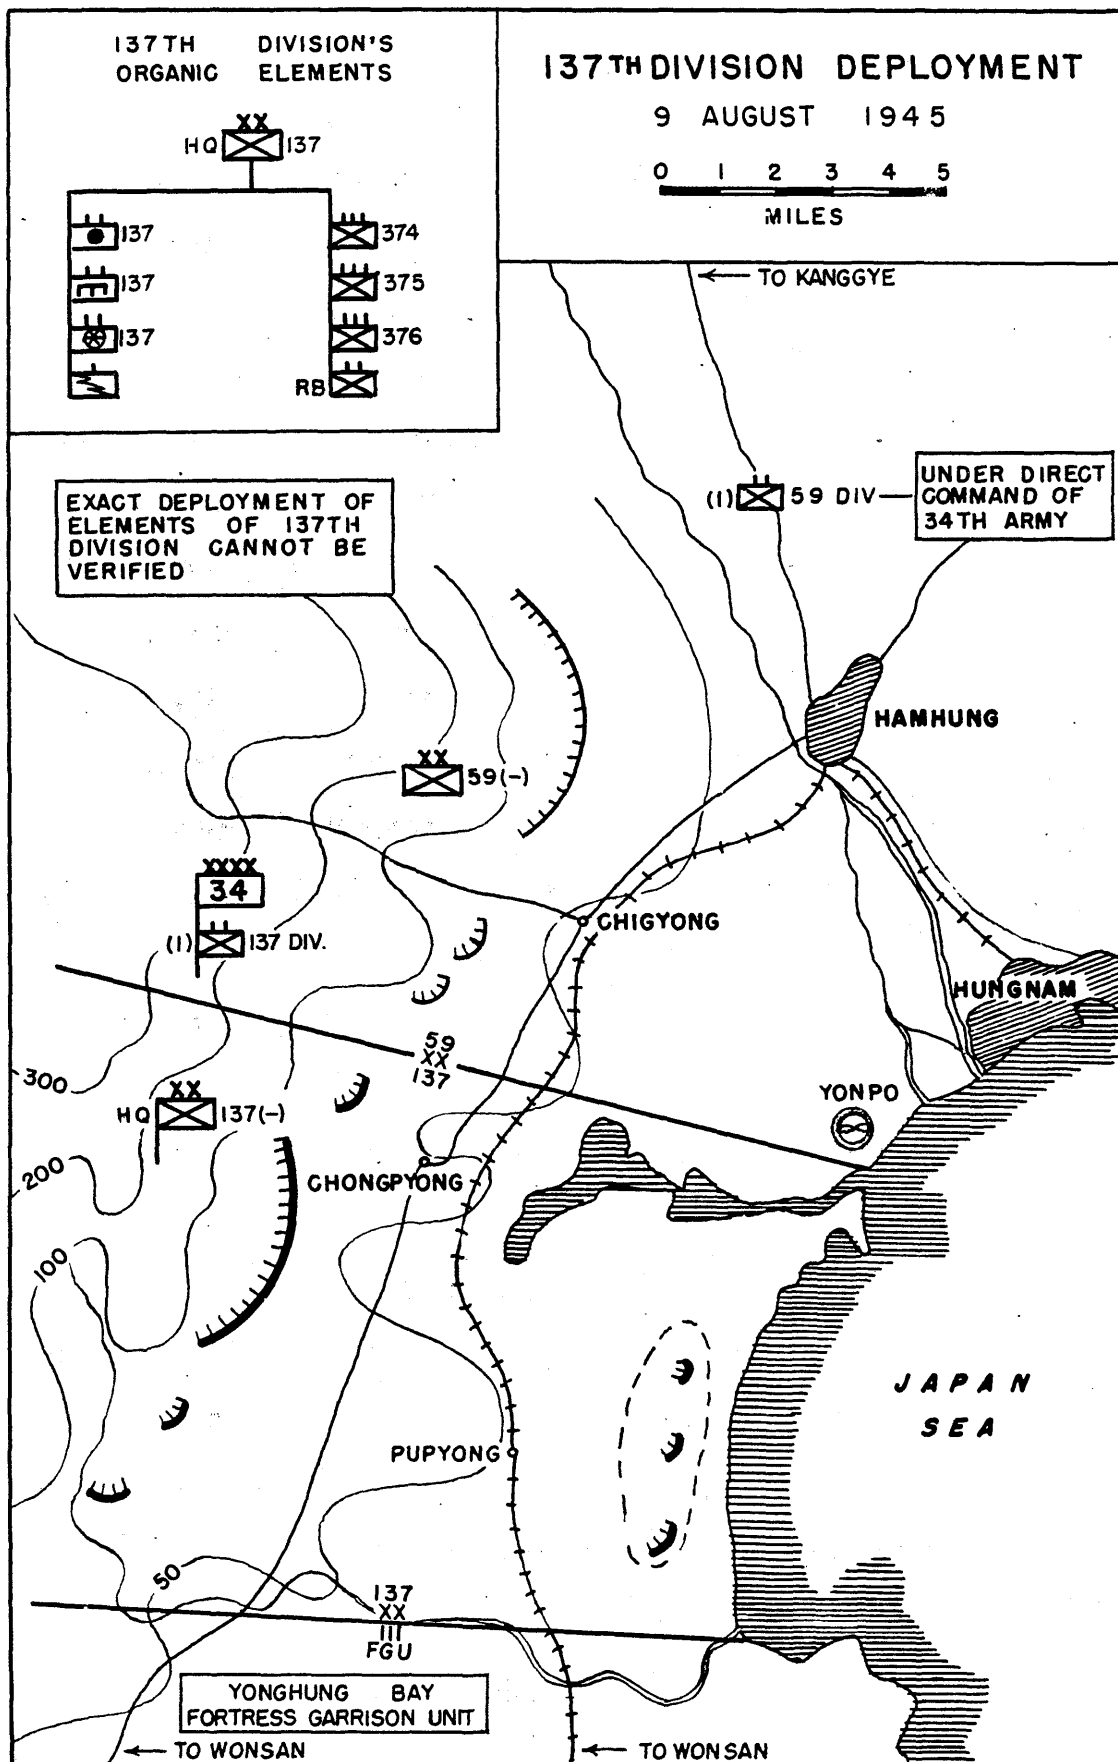 137TH DIVISION'S
ORGANIC ELEMENTS
XX
HQ 137
137
374
137
375
137
376
RB
137TH DIVISION DEPLOYMENT
9 AUGUST 1945
0 1 2 3 4 5
MILES
TO KANGGYE
EXACT DEPLOYMENT OF
ELEMENTS OF 137TH
DIVISION CANNOT BE
VERIFIED
(1) 59 DIV
UNDER DIRECT
COMMAND OF
34TH ARMY
HAMHUNG
XX
59(-)
XXXX
34
(1) 137 DIV.
CHIGYONG
HUNGNAM
59
XX
137
300
XX
HQ 137(-)
YONPO
200
CHONGPYONG
100
JAPAN
SEA
PUPYONG
50
137
XX
III
FGU
YONGHUNG BAY
FORTRESS GARRISON UNIT
TO WONSAN
TO WONSAN